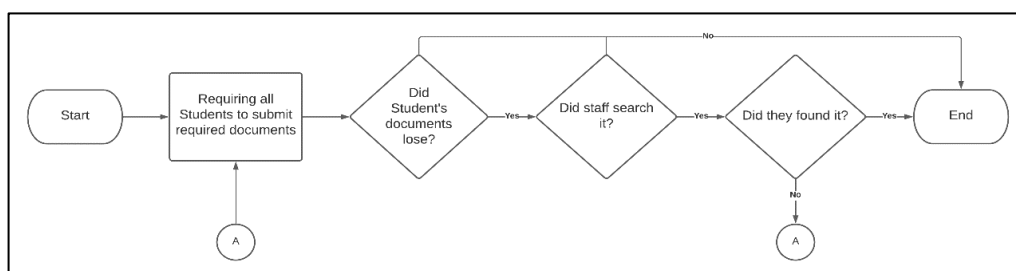 No
Start
Requiring all
Students to submit
required documents
Did
Student's
documents
lose?
Yes
Did staff search
it?
Yes
Did they found it?
Yes
End
No
A
A